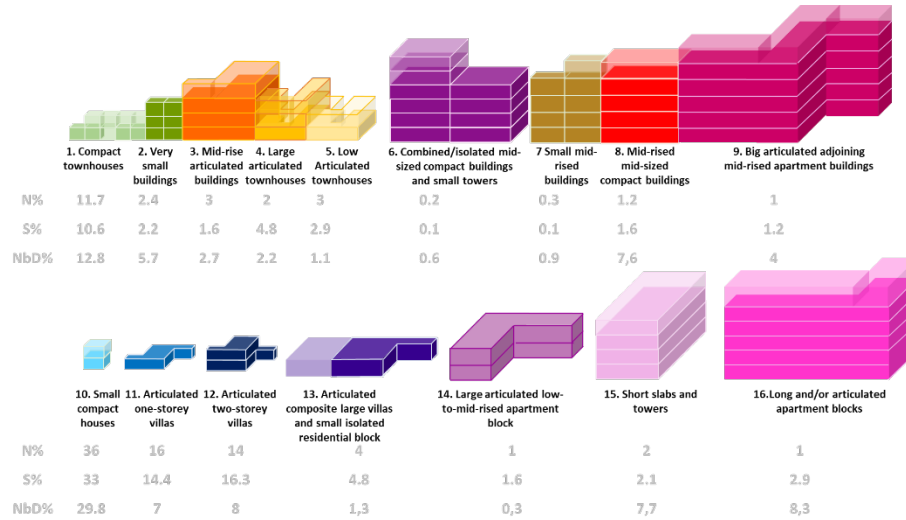 1. Compact townhouses
2. Very small buildings
3. Mid-rise articulated buildings
4. Large articulated townhouses
5. Low Articulated townhouses
6. Combined/isolated mid-sized compact buildings and small towers
7 Small mid-rised buildings
8. Mid-rised mid-sized compact buildings
9. Big articulated adjoining mid-rised apartment buildings
N% 11.7 2.4 3 2 3 0.2 0.3 1.2 1
S% 10.6 2.2 1.6 4.8 2.9 0.1 0.1 1.6 1.2
NbD% 12.8 5.7 2.7 2.2 1.1 0.6 0.9 7,6 4
10. Small compact houses
11. Articulated one-storey villas
12. Articulated two-storey villas
13. Articulated composite large villas and small isolated residential block
14. Large articulated low-to-mid-rised apartment block
15. Short slabs and towers
16.Long and/or articulated apartment blocks
N% 36 16 14 4 1 2 1
S% 33 14.4 16.3 4.8 1.6 2.1 2.9
NbD% 29.8 7 8 1,3 0,3 7,7 8,3